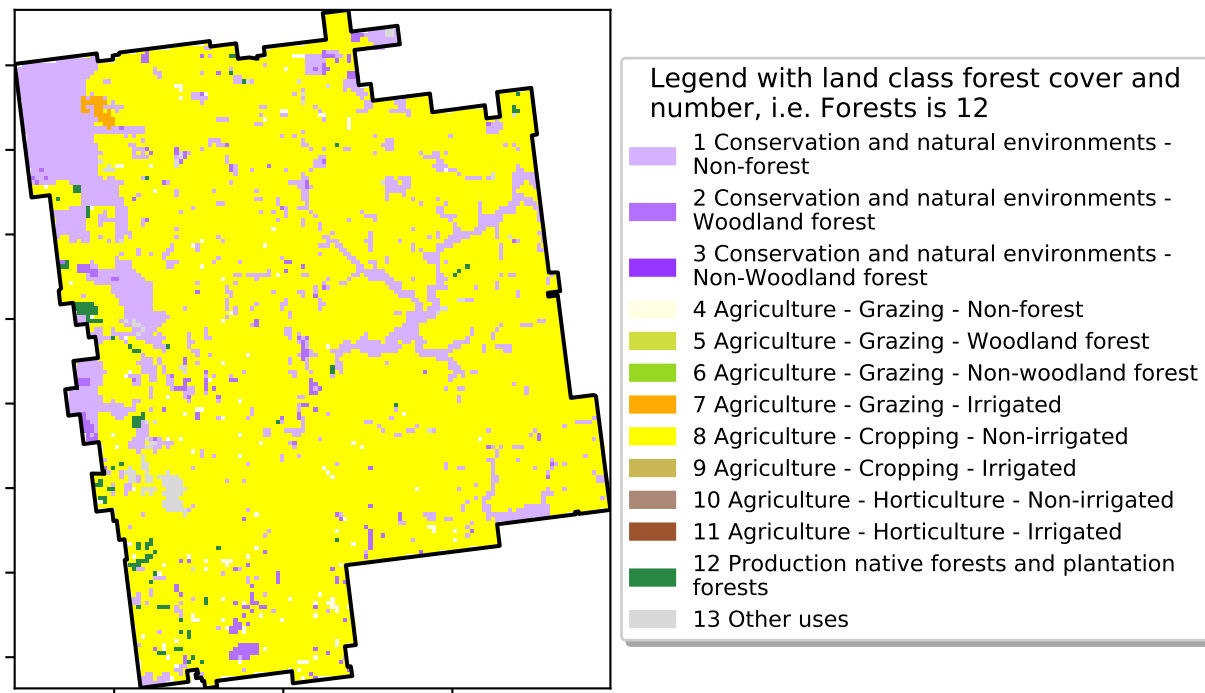 Legend with land class forest cover and
number, i.e. Forests is 12
1 Conservation and natural environments -
Non-forest
2 Conservation and natural environments -
Woodland forest
3 Conservation and natural environments -
Non-Woodland forest
4 Agriculture - Grazing - Non-forest
5 Agriculture - Grazing - Woodland forest
6 Agriculture - Grazing - Non-woodland forest
7 Agriculture - Grazing - Irrigated
8 Agriculture - Cropping - Non-irrigated
9 Agriculture - Cropping - Irrigated
10 Agriculture - Horticulture - Non-irrigated
11 Agriculture - Horticulture - Irrigated
12 Production native forests and plantation
forests
13 Other uses